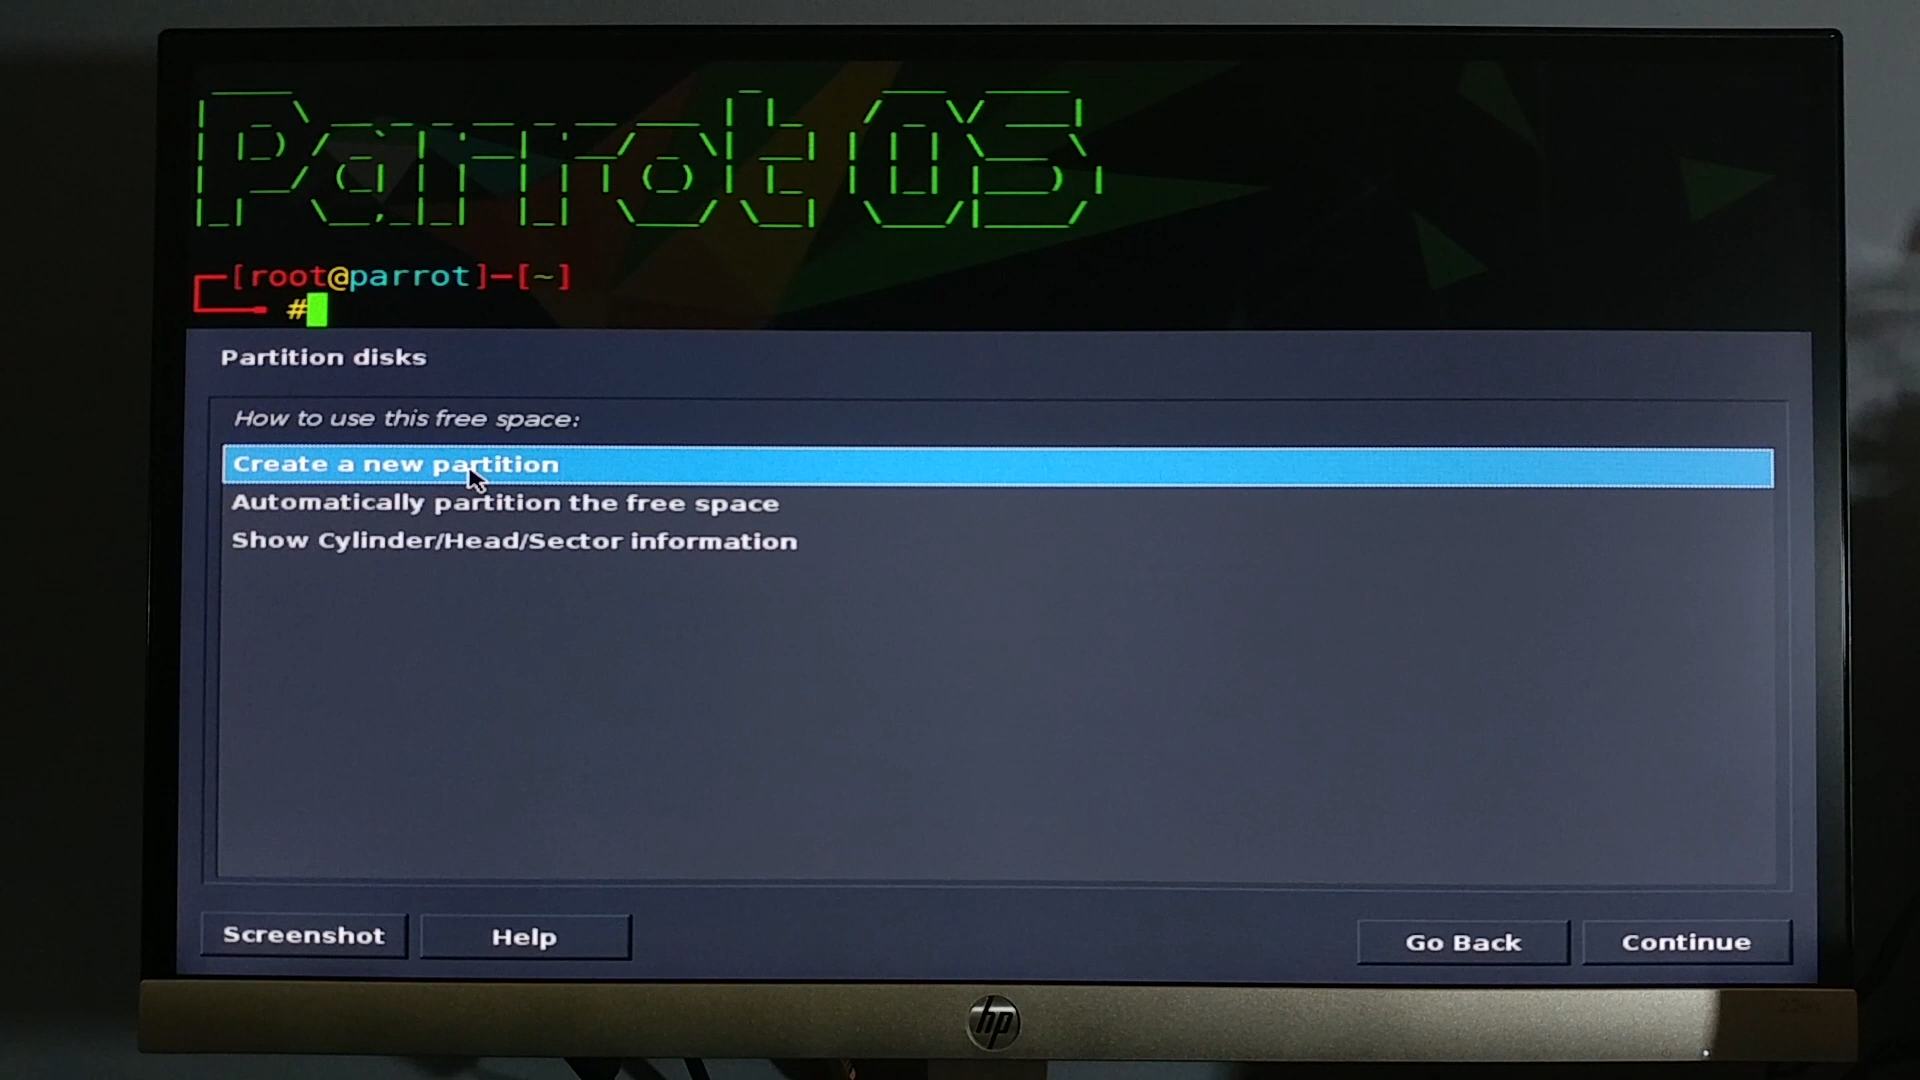 Parrot OS
[root@parrot]-[~]
#
Partition disks
How to use this free space:
Create a new partition
Automatically partition the free space
Show Cylinder/Head/Sector information
Screenshot
Help
Go Back
Continue
hp